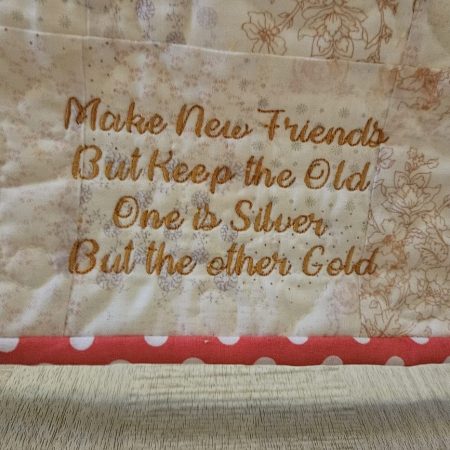 Make New Friends
But Keep the Old
One is Silver
But the other Gold